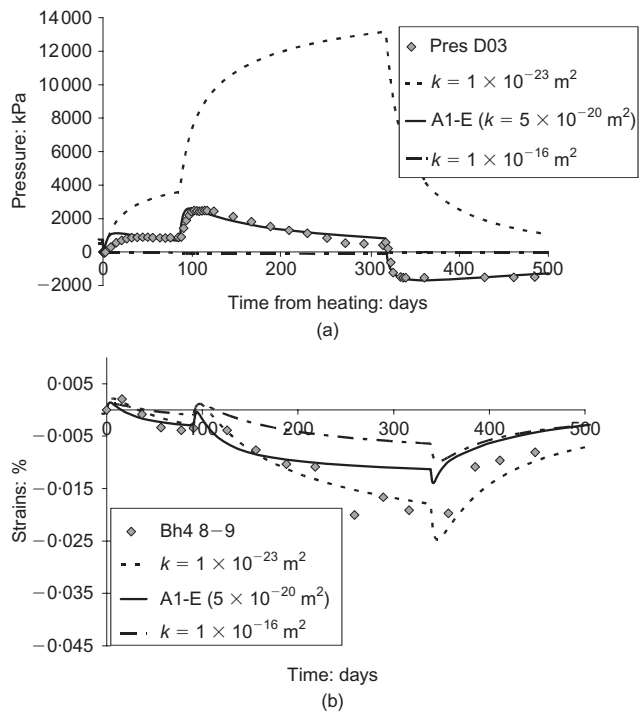 14 000
12 000
10 000
8000
6000
4000
2000
0
−2000
Pressure: kPa
Pres D03
k = 1 × 10⁻²³ m²
A1-E (k = 5 × 10⁻²⁰ m²)
k = 1 × 10⁻¹⁶ m²
0 100 200 300 400 500
Time from heating: days
(a)
0·005
−0·005
−0·015
−0·025
−0·035
−0·045
Strains: %
0 100 200 300 400 500
Bh4 8–9
k = 1 × 10⁻²³ m²
A1-E (5 × 10⁻²⁰ m²)
k = 1 × 10⁻¹⁶ m²
Time: days
(b)